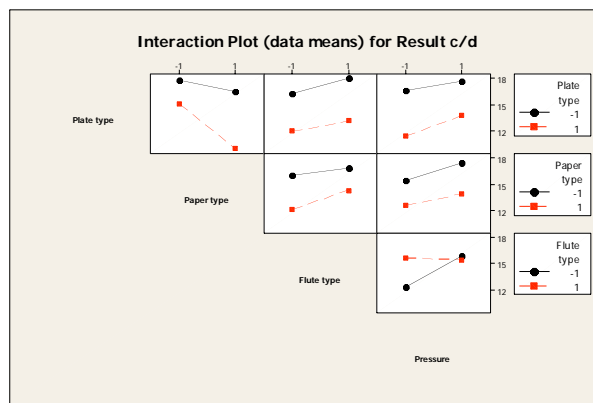 Interaction Plot (data means) for Result c/d
-1 1 -1 1 -1 1
Plate type
18
15
12
Plate
type
-1
1
Paper type
18
15
12
Paper
type
-1
1
Flute type
18
15
12
Flute
type
-1
1
Pressure